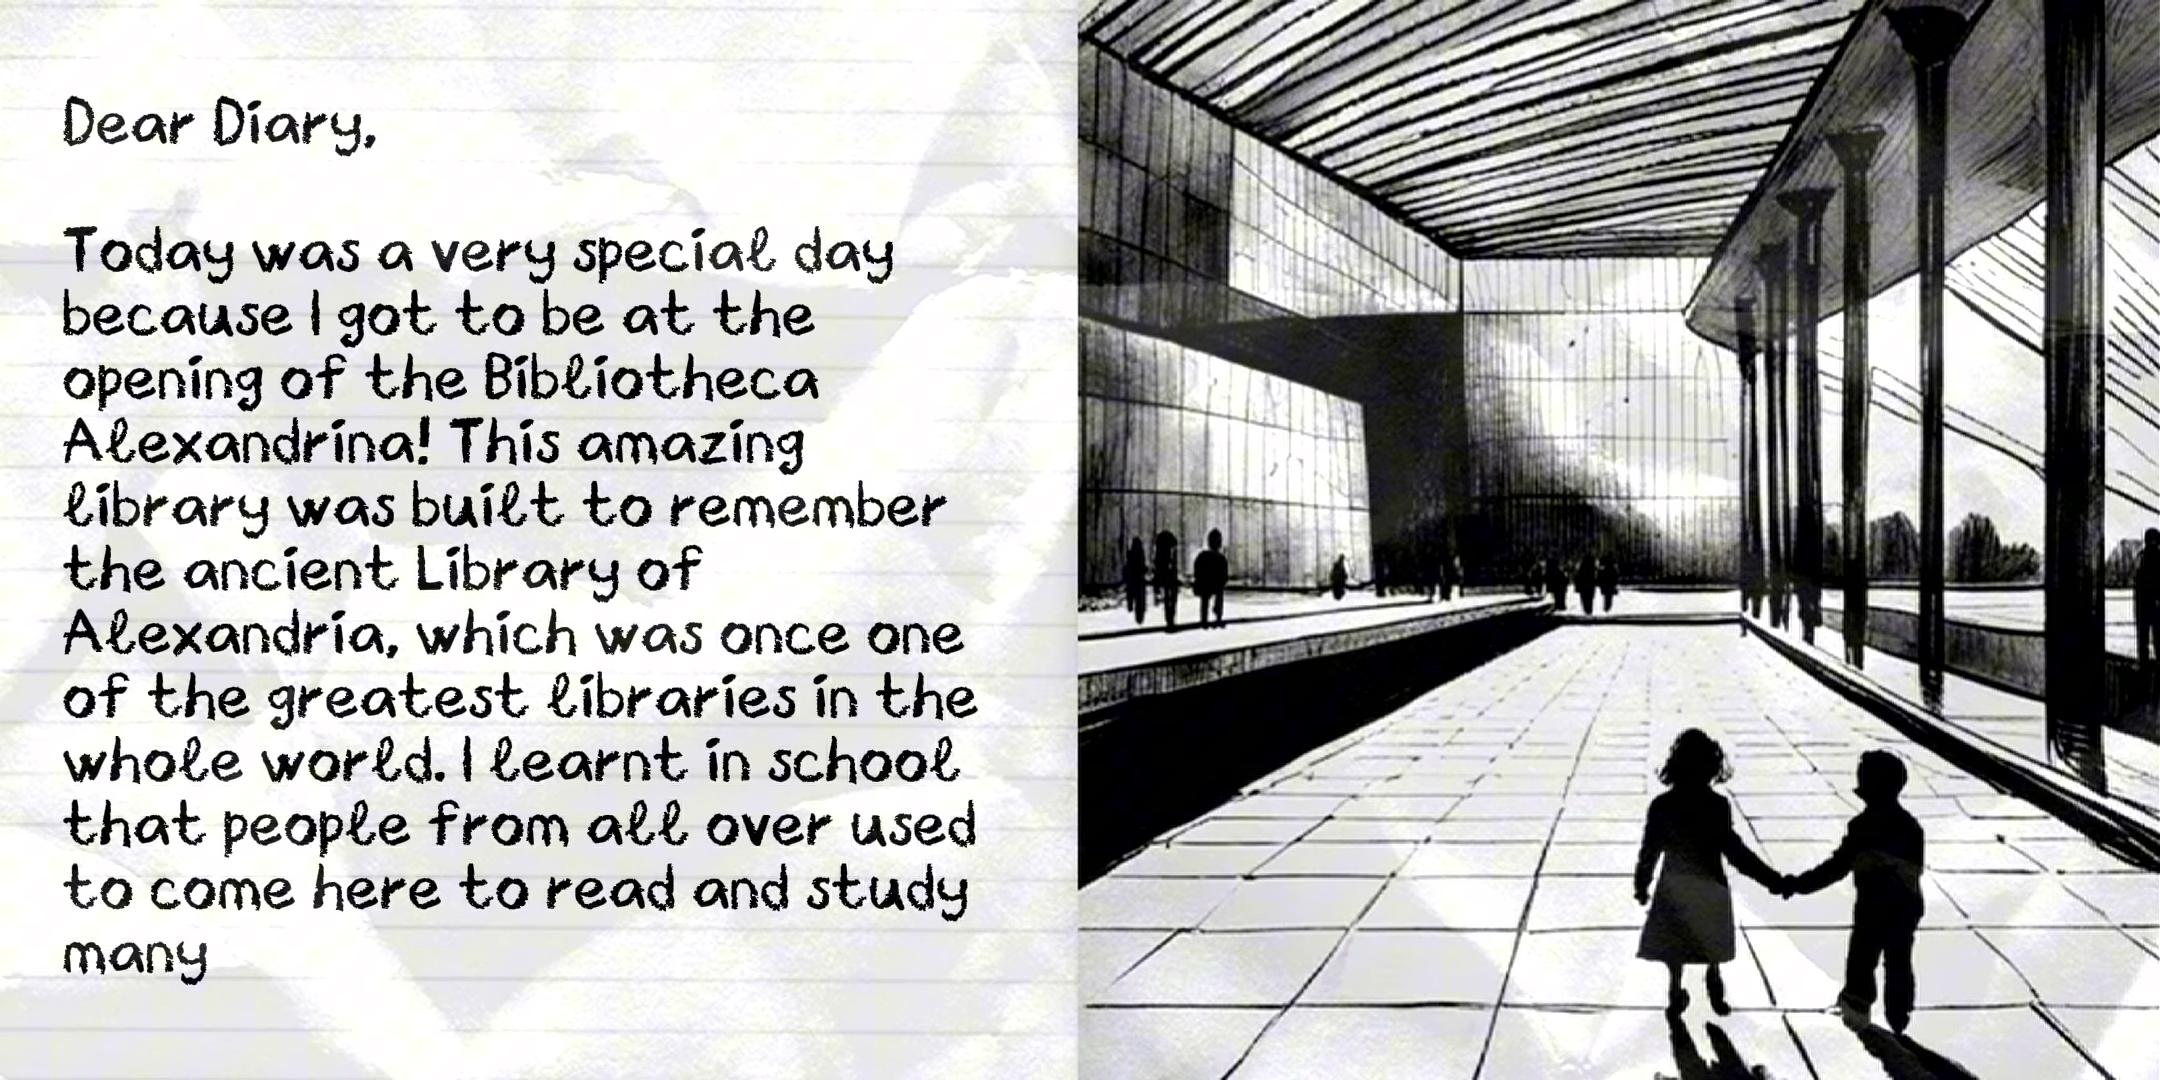 Dear Diary,
Today was a very special day
because I got to be at the
opening of the Bibliotheca
Alexandrina! This amazing
library was built to remember
the ancient Library of
Alexandria, which was once one
of the greatest libraries in the
whole world. I learnt in school
that people from all over used
to come here to read and study
many